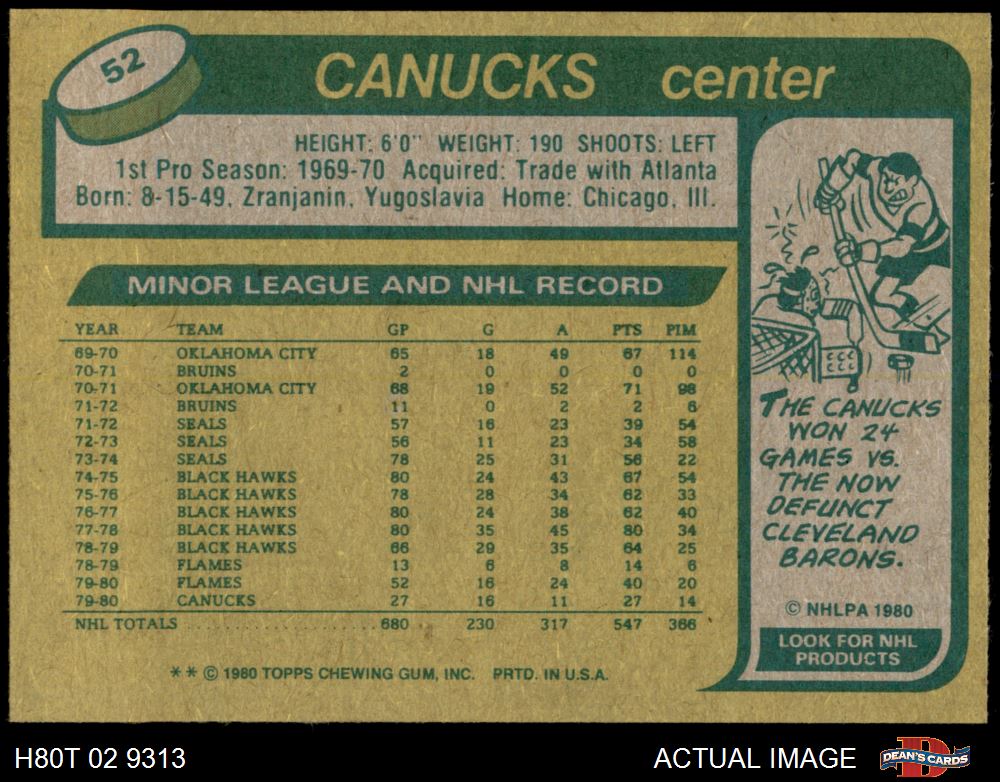 52
CANUCKS center
HEIGHT: 6'0" WEIGHT: 190 SHOOTS: LEFT
1st Pro Season: 1969-70 Acquired: Trade with Atlanta
Born: 8-15-49, Zranjanin, Yugoslavia Home: Chicago, Ill.
MINOR LEAGUE AND NHL RECORD
YEAR TEAM GP G A PTS PIM
69-70 OKLAHOMA CITY 65 18 49 67 114
70-71 BRUINS 2 0 0 0 0
70-71 OKLAHOMA CITY 68 19 52 71 98
71-72 BRUINS 11 0 2 2 6
71-72 SEALS 57 16 23 39 54
72-73 SEALS 56 11 23 34 58
73-74 SEALS 78 25 31 56 22
74-75 BLACK HAWKS 80 24 43 67 54
75-76 BLACK HAWKS 78 28 34 62 33
76-77 BLACK HAWKS 80 24 38 62 40
77-78 BLACK HAWKS 80 35 45 80 34
78-79 BLACK HAWKS 66 29 35 64 25
78-79 FLAMES 13 6 8 14 6
79-80 FLAMES 52 16 24 40 20
79-80 CANUCKS 27 16 11 27 14
NHL TOTALS ........................ 680 230 317 547 366
** © 1980 TOPPS CHEWING GUM, INC. PRTD. IN U.S.A.
THE CANUCKS
WON 24
GAMES VS.
THE NOW
DEFUNCT
CLEVELAND
BARONS.
© NHLPA 1980
LOOK FOR NHL
PRODUCTS
H80T 02 9313
ACTUAL IMAGE
D
DEAN'S CARDS